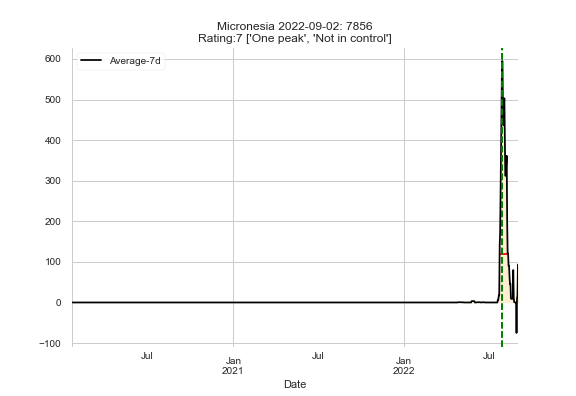 Micronesia 2022-09-02: 7856
Rating:7 ['One peak', 'Not in control']
Average-7d
600
500
400
300
200
100
0
−100
Jul
Jan
2021
Jul
Jan
2022
Jul
Date